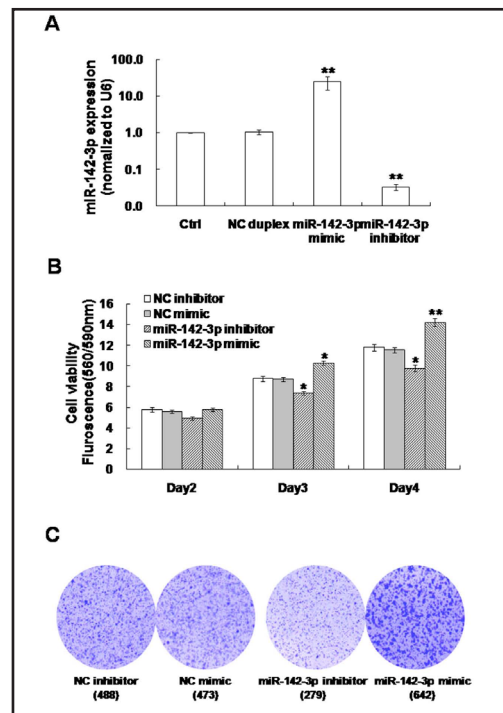 A
miR-142-3p expression
(nomalized to U6)
100.0
10.0
1.0
0.1
0.0
**
**
Ctrl
NC duplex
miR-142-3p
mimic
miR-142-3p
inhibitor
B
Cell viability
Fluroscence(560/590nm)
16
14
12
10
8
6
4
2
0
NC inhibitor
NC mimic
miR-142-3p inhibitor
miR-142-3p mimic
*
*
*
**
Day2
Day3
Day4
C
NC inhibitor
(488)
NC mimic
(473)
miR-142-3p inhibitor
(279)
miR-142-3p mimic
(642)